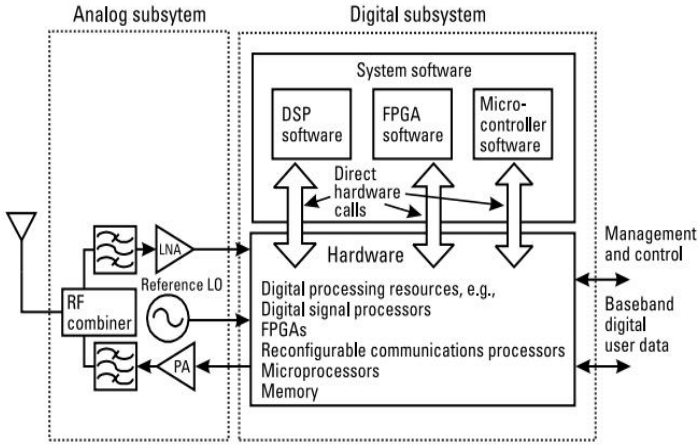 Analog subsytem
Digital subsystem
System software
DSP
software
FPGA
software
Micro-
controller
software
Direct
hardware
calls
LNA
Reference LO
RF
combiner
PA
Hardware
Digital processing resources, e.g.,
Digital signal processors
FPGAs
Reconfigurable communications processors
Microprocessors
Memory
Management
and control
Baseband
digital
user data